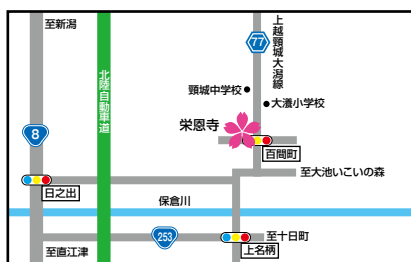 至新潟
北陸自動車道
77
上越頸城大潟線
頸城中学校
大瀁小学校
8
栄恩寺
百間町
至大池いこいの森
日之出
保倉川
253
至十日町
至直江津
上名柄